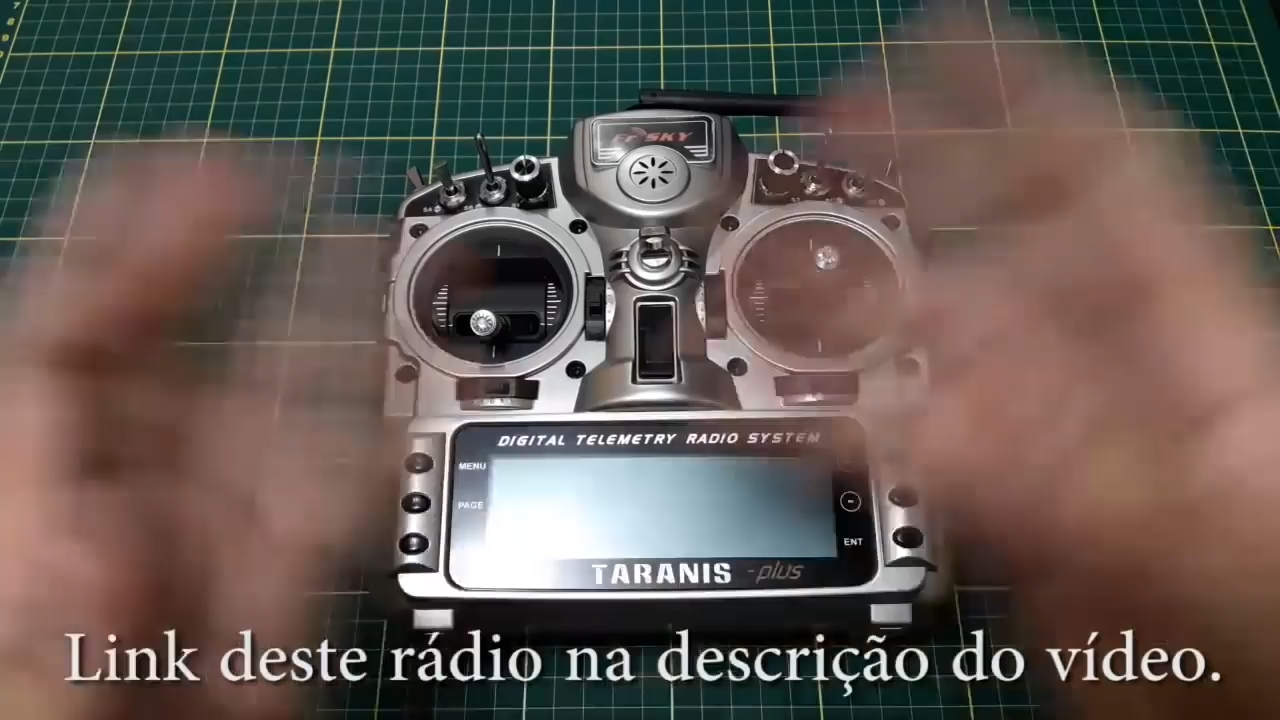 FrSKY
DIGITAL TELEMETRY RADIO SYSTEM
MENU
PAGE
ENT
TARANIS -plus
Link deste rádio na descrição do vídeo.